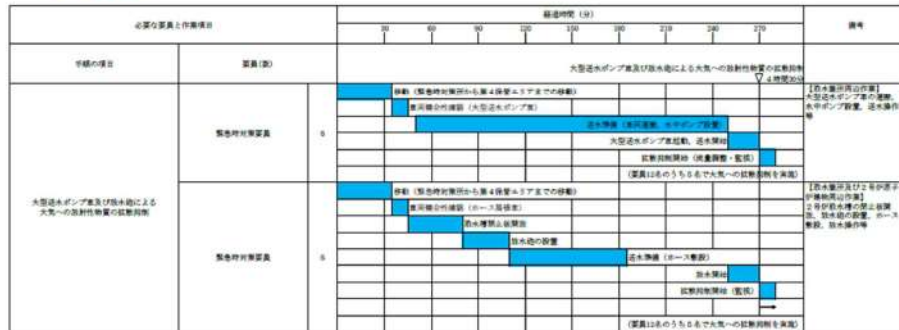 必要な要員と作業項目
経過時間（分）
備考
30
60
90
120
150
180
210
240
270
手順の項目
要員(数)
大型送水ポンプ車及び放水砲による大気への放射性物質の拡散抑制
▽ 4時間30分
大型送水ポンプ車及び放水砲による
大気への放射性物質の拡散抑制
緊急時対策要員
6
移動（緊急時対策所から第4保管エリアまでの移動）
車両健全性確認（大型送水ポンプ車）
送水準備（車両運搬、水中ポンプ設置）
大型送水ポンプ車起動、送水開始
拡散抑制開始（流量調整・監視）
（要員12名のうち5名で大気への拡散抑制を実施）
【取水箇所周辺作業】
大型送水ポンプ車の運搬、
水中ポンプ設置、送水操作
等
緊急時対策要員
6
移動（緊急時対策所から第4保管エリアまでの移動）
車両健全性確認（ホース展張車）
取水槽閉止板開放
放水砲の設置
送水準備（ホース敷設）
放水開始
拡散抑制開始（監視）
（要員12名のうち5名で大気への拡散抑制を実施）
【取水箇所及び2号炉原子
炉建物周辺作業】
2号炉取水槽の閉止板開
放、放水砲の設置、ホース
敷設、放水操作等